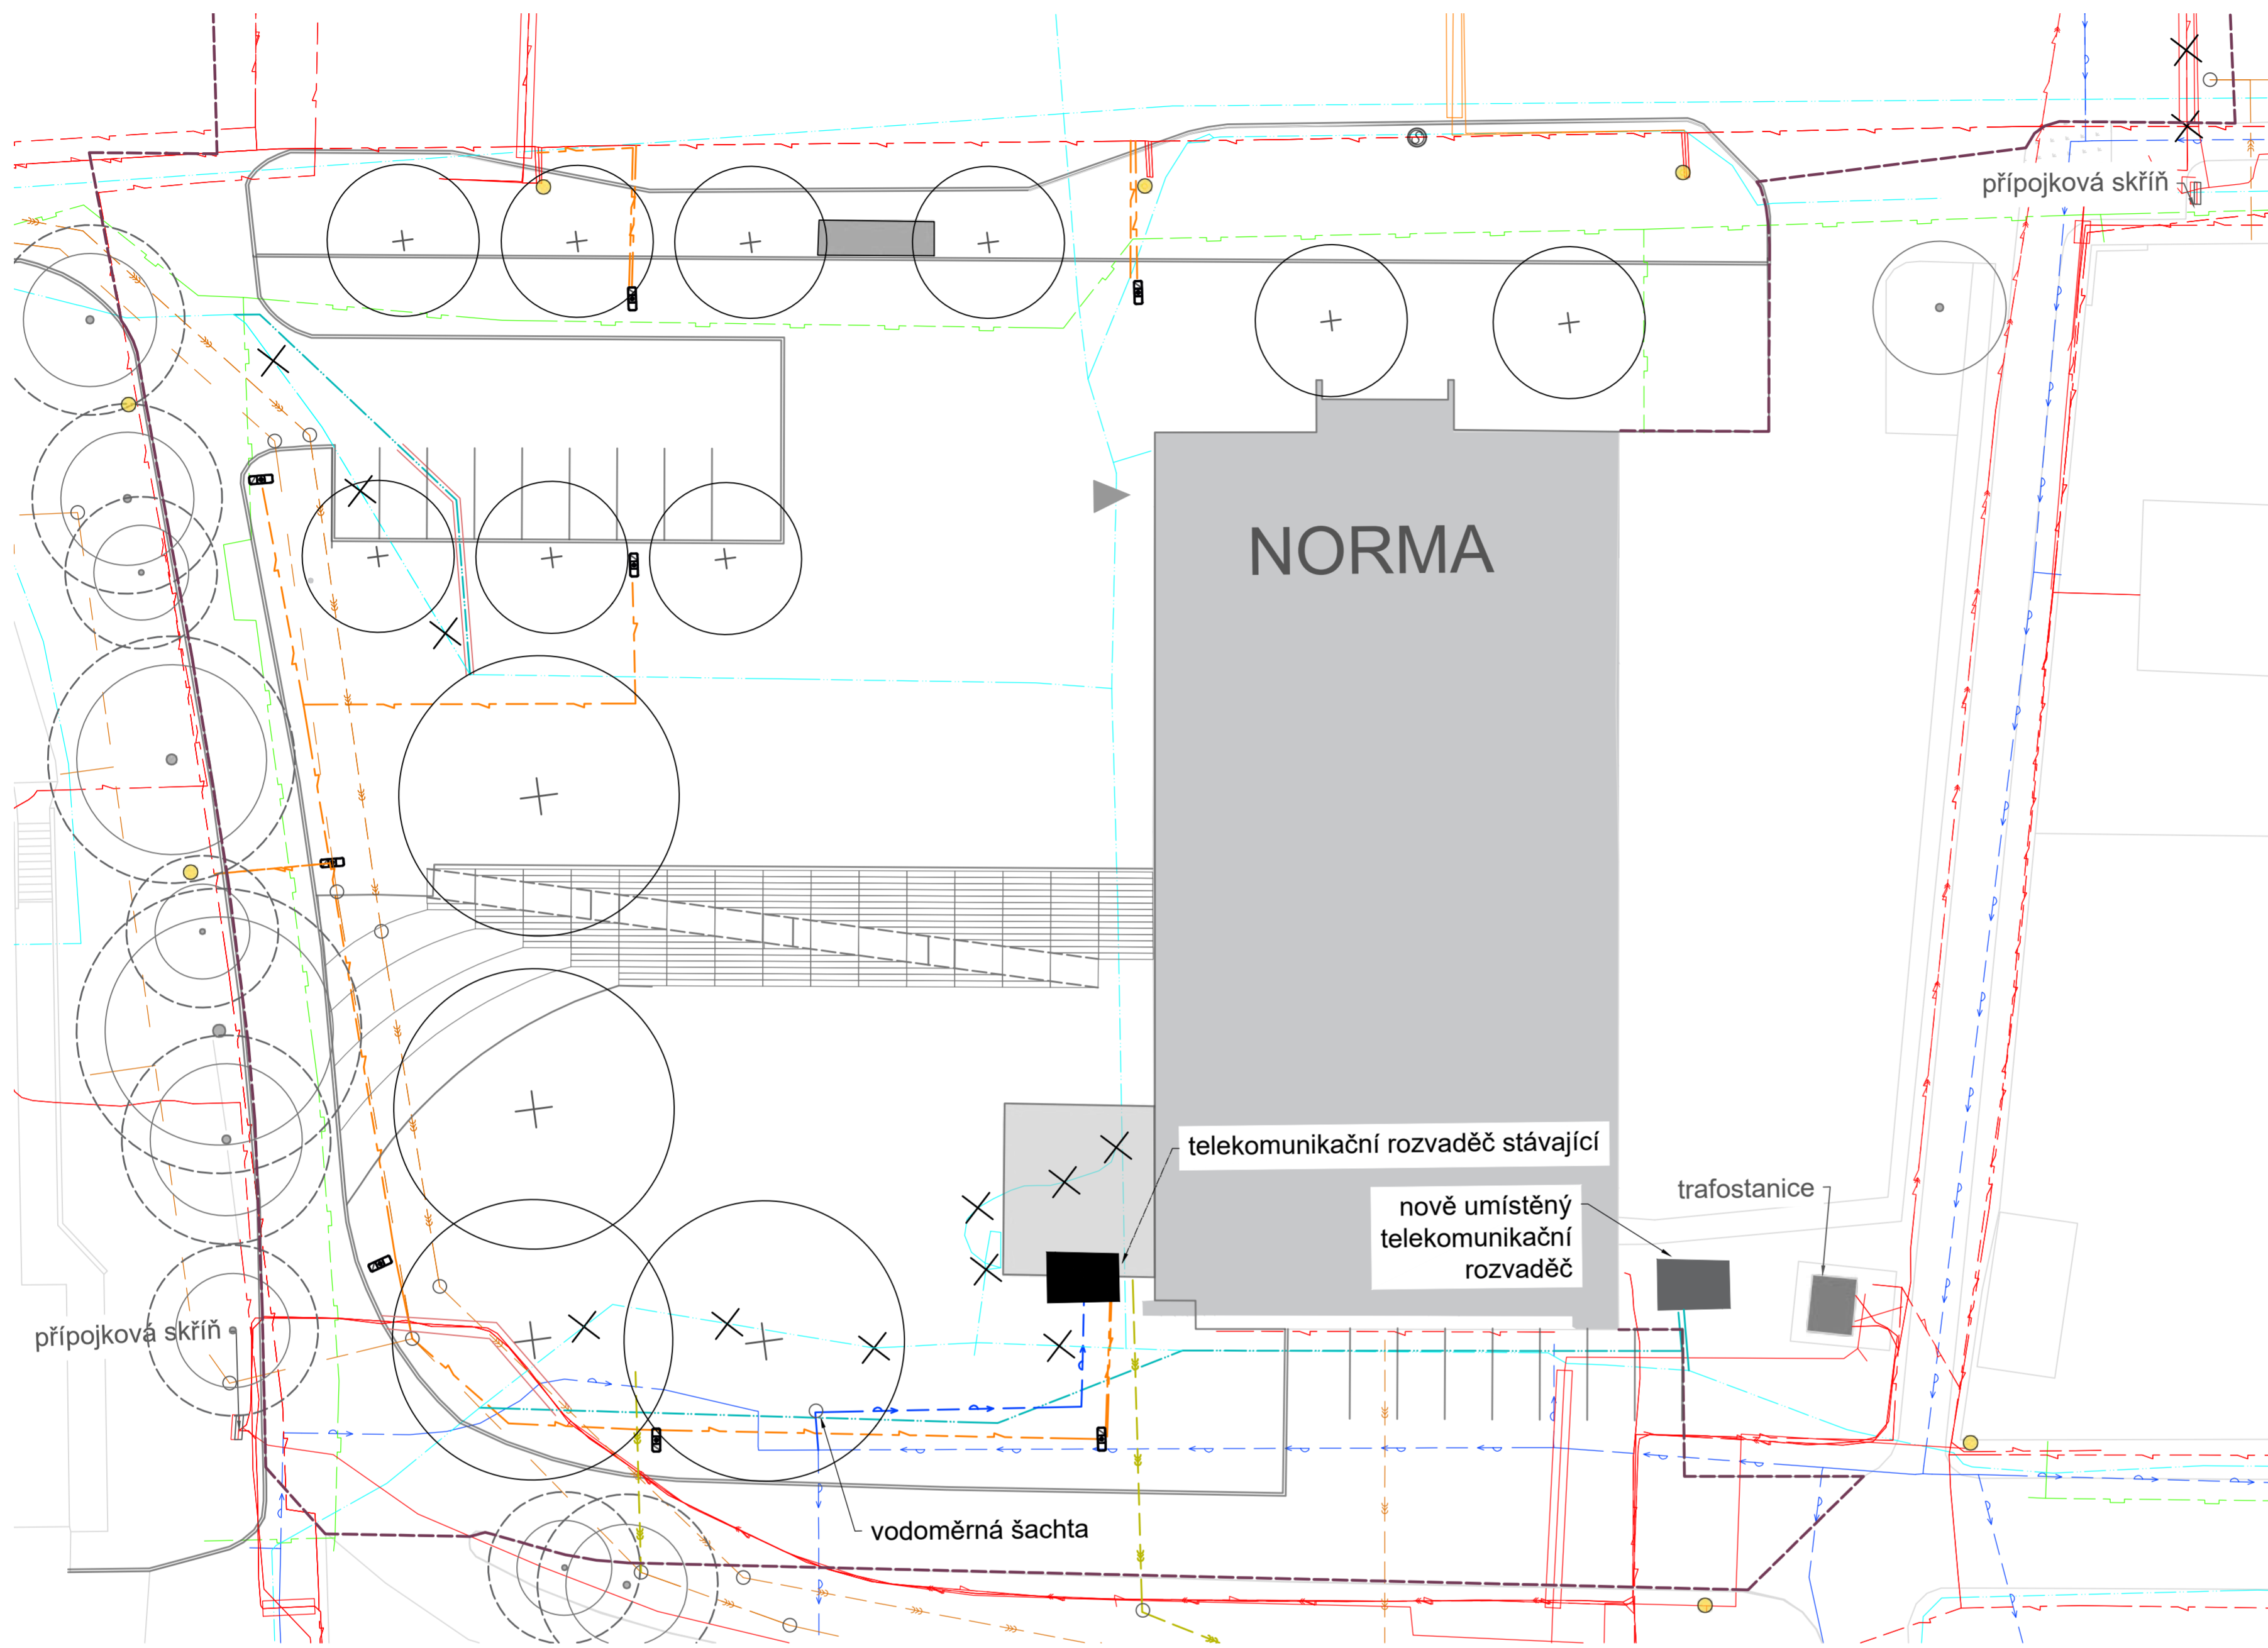 přípojková skříň
NORMA
telekomunikační rozvaděč stávající
nově umístěný
telekomunikační
rozvaděč
trafostanice
přípojková skříň
vodoměrná šachta